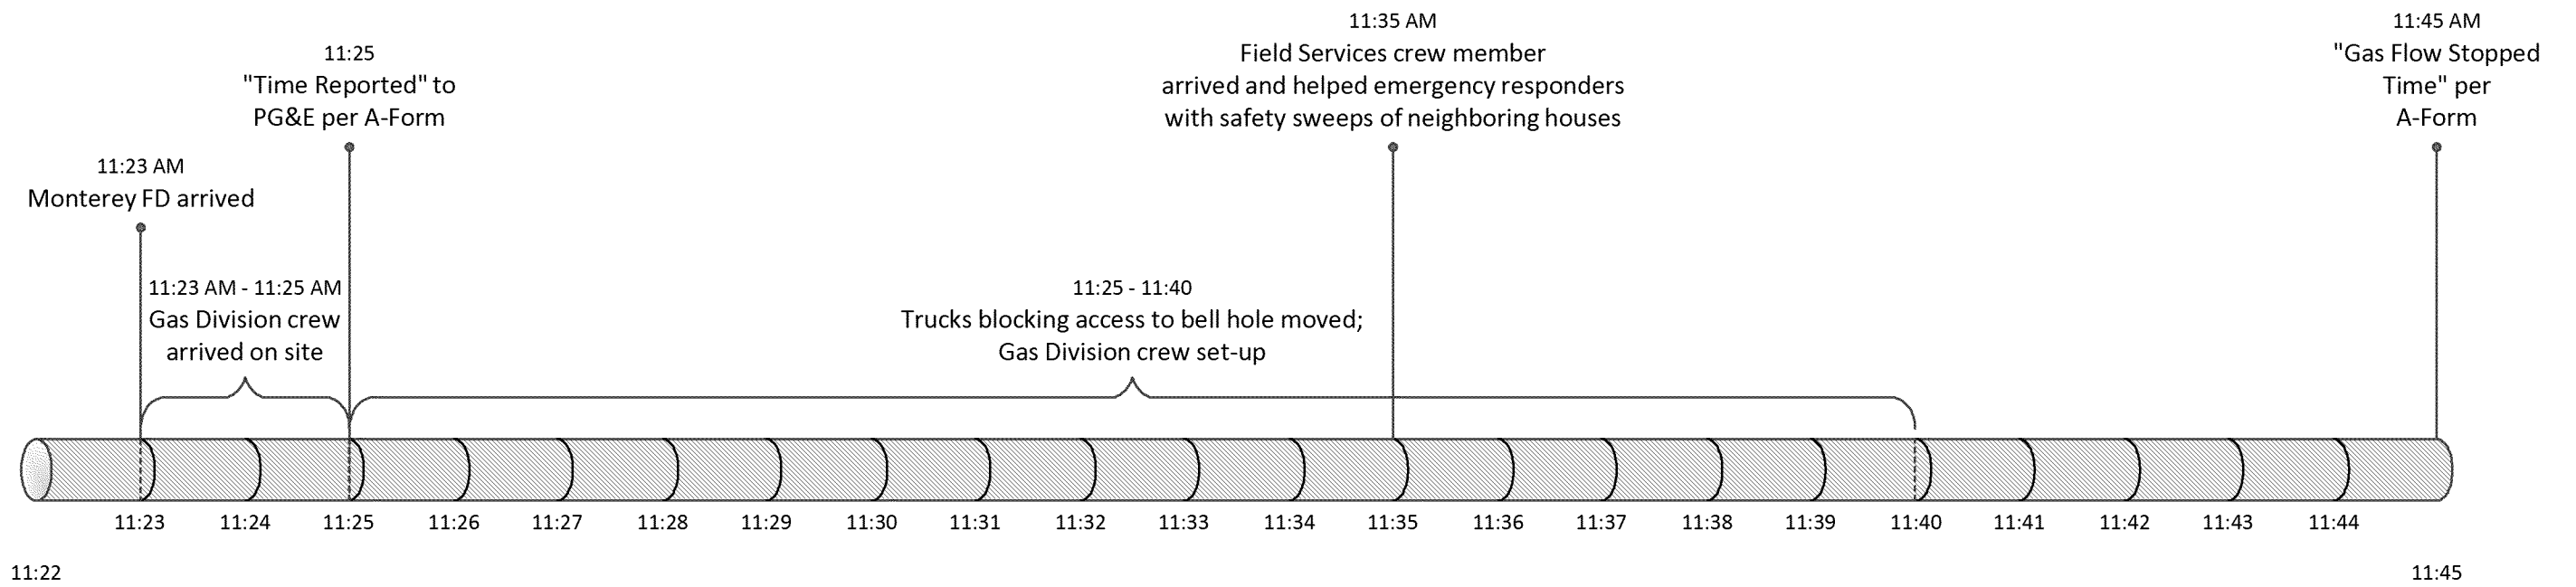 11:35 AM
Field Services crew member
arrived and helped emergency responders
with safety sweeps of neighboring houses
11:45 AM
"Gas Flow Stopped
Time" per
A-Form
11:25
"Time Reported" to
PG&E per A-Form
11:23 AM
Monterey FD arrived
11:23 AM - 11:25 AM
Gas Division crew
arrived on site
11:25 - 11:40
Trucks blocking access to bell hole moved;
Gas Division crew set-up
11:23 11:24 11:25 11:26 11:27 11:28 11:29 11:30 11:31 11:32 11:33 11:34 11:35 11:36 11:37 11:38 11:39 11:40 11:41 11:42 11:43 11:44
11:22 11:45